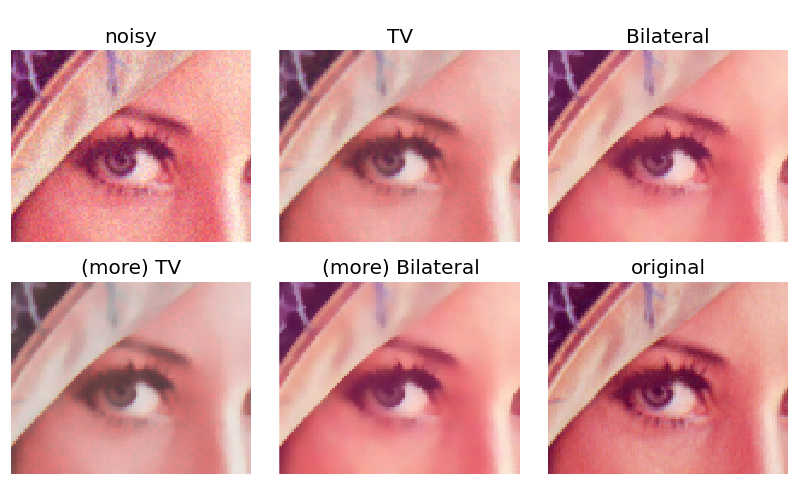 noisy
TV
Bilateral
(more) TV
(more) Bilateral
original